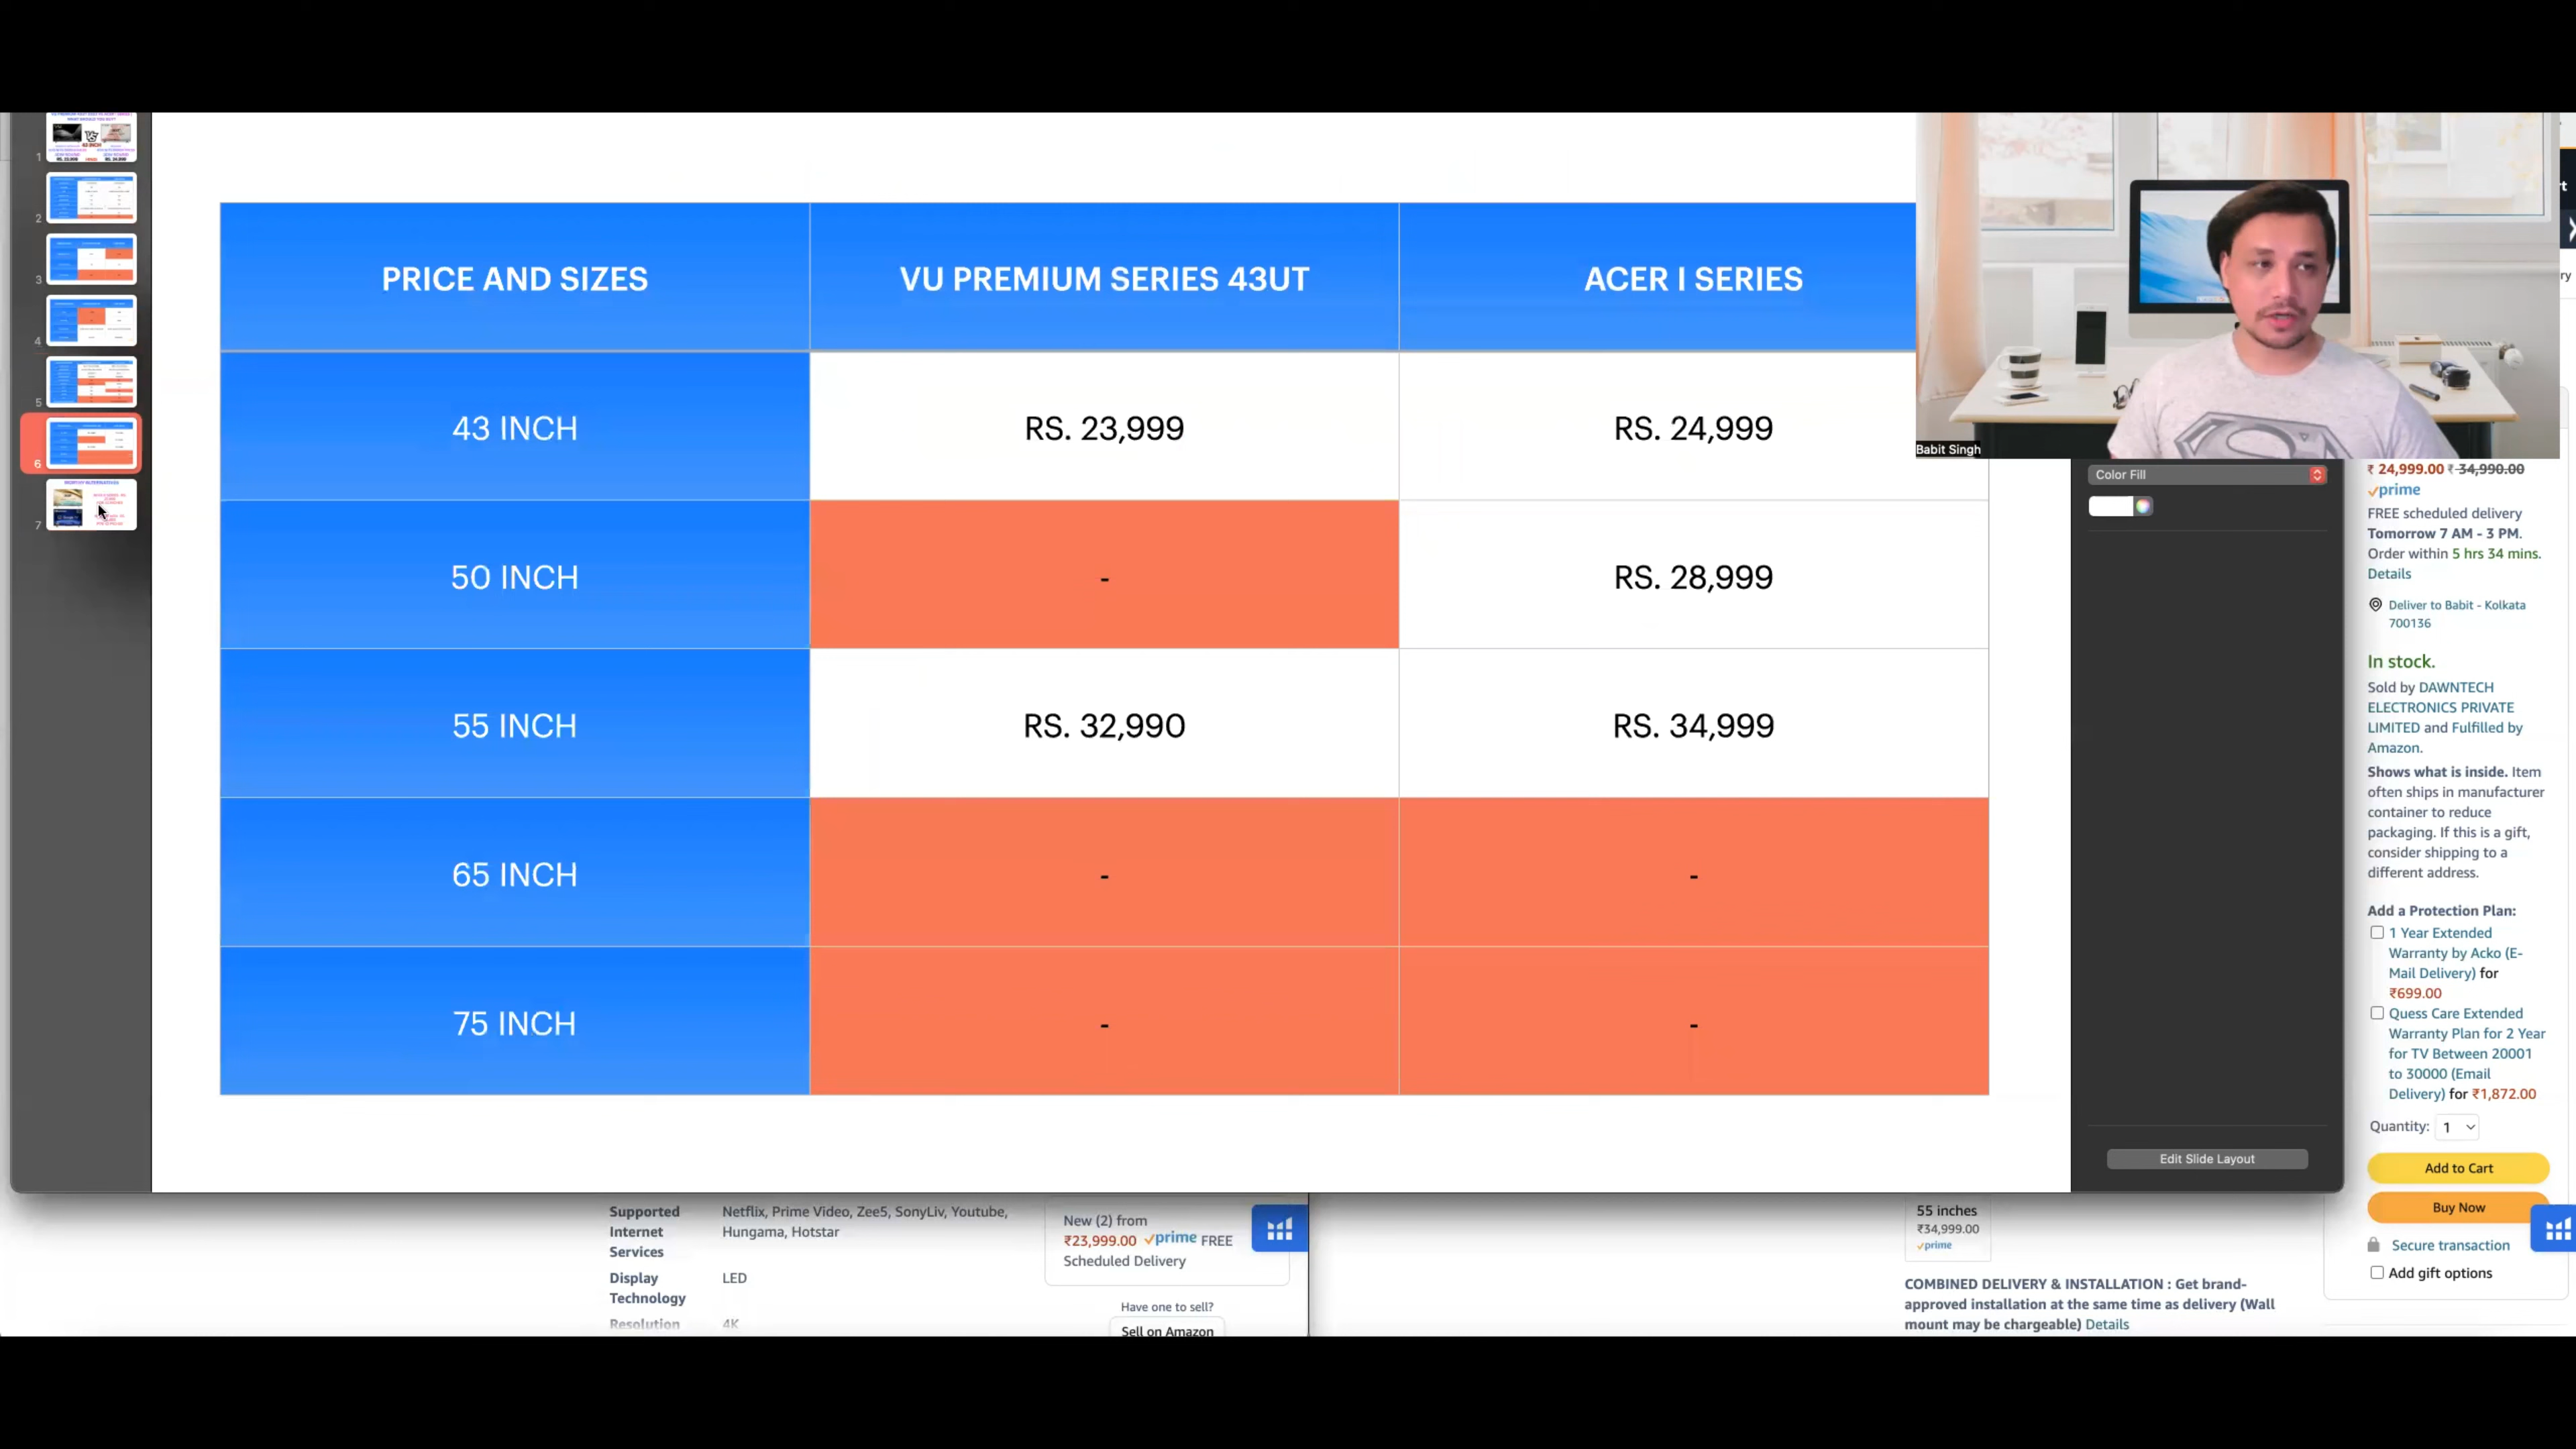 PRICE AND SIZES
VU PREMIUM SERIES 43UT
ACER I SERIES
43 INCH
RS. 23,999
RS. 24,999
50 INCH
-
RS. 28,999
55 INCH
RS. 32,990
RS. 34,999
65 INCH
-
-
75 INCH
-
-
1
2
3
4
5
6
7
Babit Singh
Color Fill
Edit Slide Layout
₹ 24,999.00 ₹ 34,990.00
prime
FREE scheduled delivery
Tomorrow 7 AM - 3 PM.
Order within 5 hrs 34 mins.
Details
Deliver to Babit - Kolkata
700136
In stock.
Sold by DAWNTECH
ELECTRONICS PRIVATE
LIMITED and Fulfilled by
Amazon.
Shows what is inside. Item
often ships in manufacturer
container to reduce
packaging. If this is a gift,
consider shipping to a
different address.
Add a Protection Plan:
1 Year Extended
Warranty by Acko (E-
Mail Delivery) for
₹699.00
Quess Care Extended
Warranty Plan for 2 Year
for TV Between 20001
to 30000 (Email
Delivery) for ₹1,872.00
Quantity: 1
Add to Cart
Buy Now
Secure transaction
Add gift options
Supported
Internet
Services
Netflix, Prime Video, Zee5, SonyLiv, Youtube,
Hungama, Hotstar
Display
Technology
LED
Resolution
4K
New (2) from
₹23,999.00 prime FREE
Scheduled Delivery
Have one to sell?
Sell on Amazon
55 inches
₹34,999.00
prime
COMBINED DELIVERY & INSTALLATION : Get brand-
approved installation at the same time as delivery (Wall
mount may be chargeable) Details